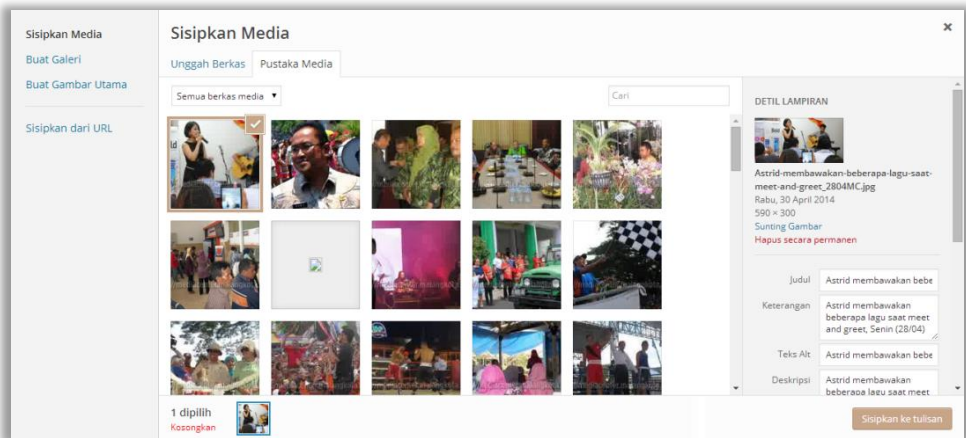 Sisipkan Media
Buat Galeri
Buat Gambar Utama
Sisipkan dari URL
Sisipkan Media
×
Unggah Berkas
Pustaka Media
Semua berkas media
Cari
DETIL LAMPIRAN
Astrid-membawakan-beberapa-lagu-saat-
meet-and-greet_2804MC.jpg
Rabu, 30 April 2014
590 × 300
Sunting Gambar
Hapus secara permanen
Judul
Astrid membawakan bebe
Keterangan
Astrid membawakan
beberapa lagu saat meet
and greet, Senin (28/04)
Teks Alt
Astrid membawakan bebe
Deskripsi
Astrid membawakan
beberapa lagu saat meet
1 dipilih
Kosongkan
Sisipkan ke tulisan